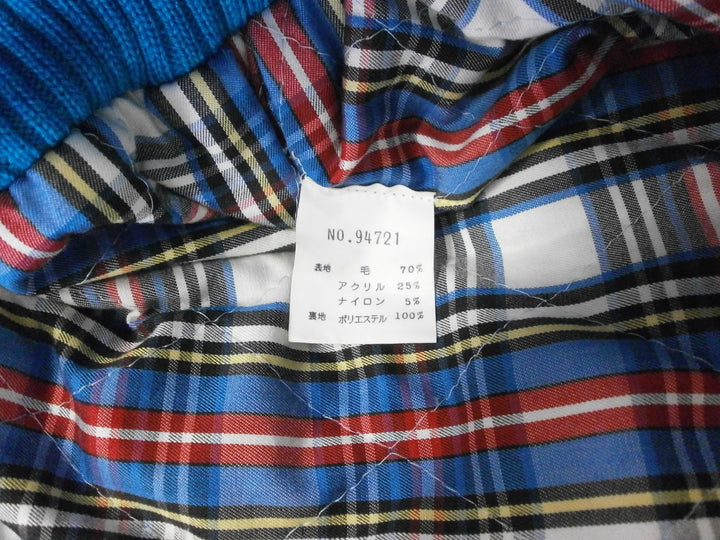 NO.94721
表地 毛 70%
アクリル 25%
ナイロン 5%
裏地 ポリエステル 100%